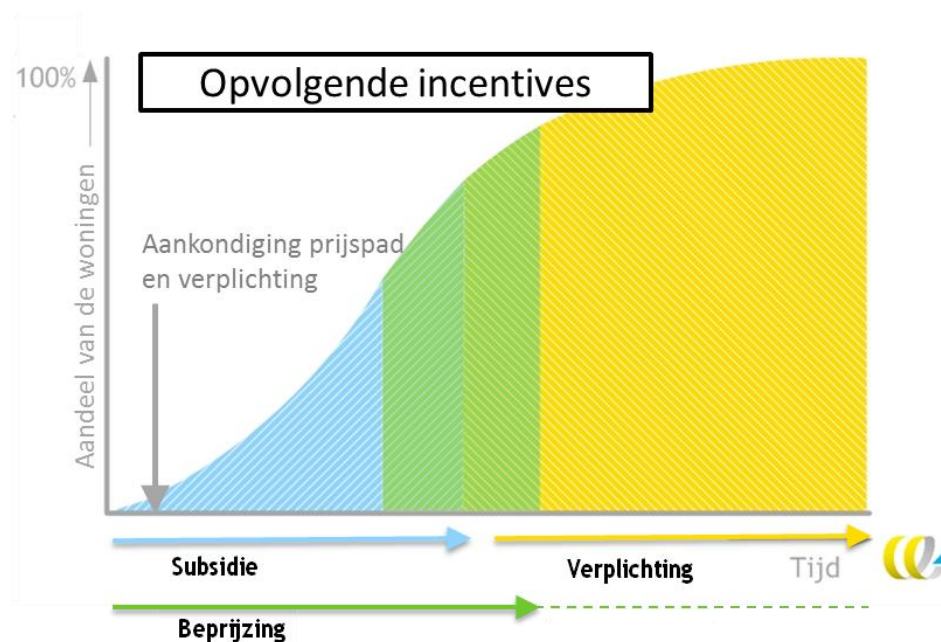 Opvolgende incentives
100%
Aandeel van de woningen
Aankondiging prijspad
en verplichting
Subsidie
Verplichting
Tijd
Beprijzing